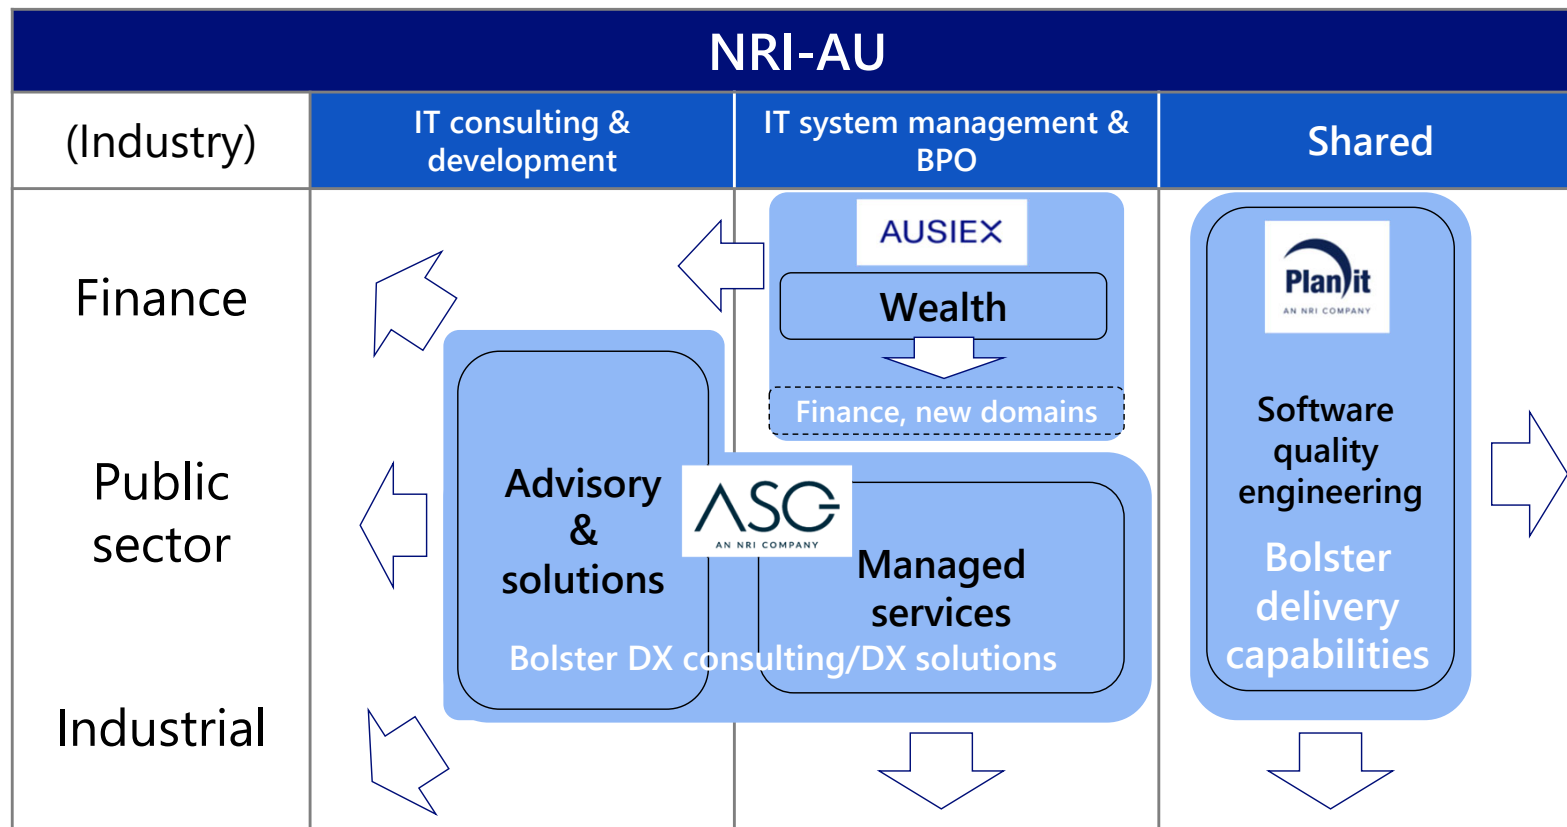 NRI-AU
(Industry)
IT consulting &
development
IT system management &
BPO
Shared
Finance
AUSIEX
Wealth
Finance, new domains
Planit
AN NRI COMPANY
Software
quality
engineering
Bolster
delivery
capabilities
Public
sector
Advisory
&
solutions
ASG
AN NRI COMPANY
Managed
services
Bolster DX consulting/DX solutions
Industrial